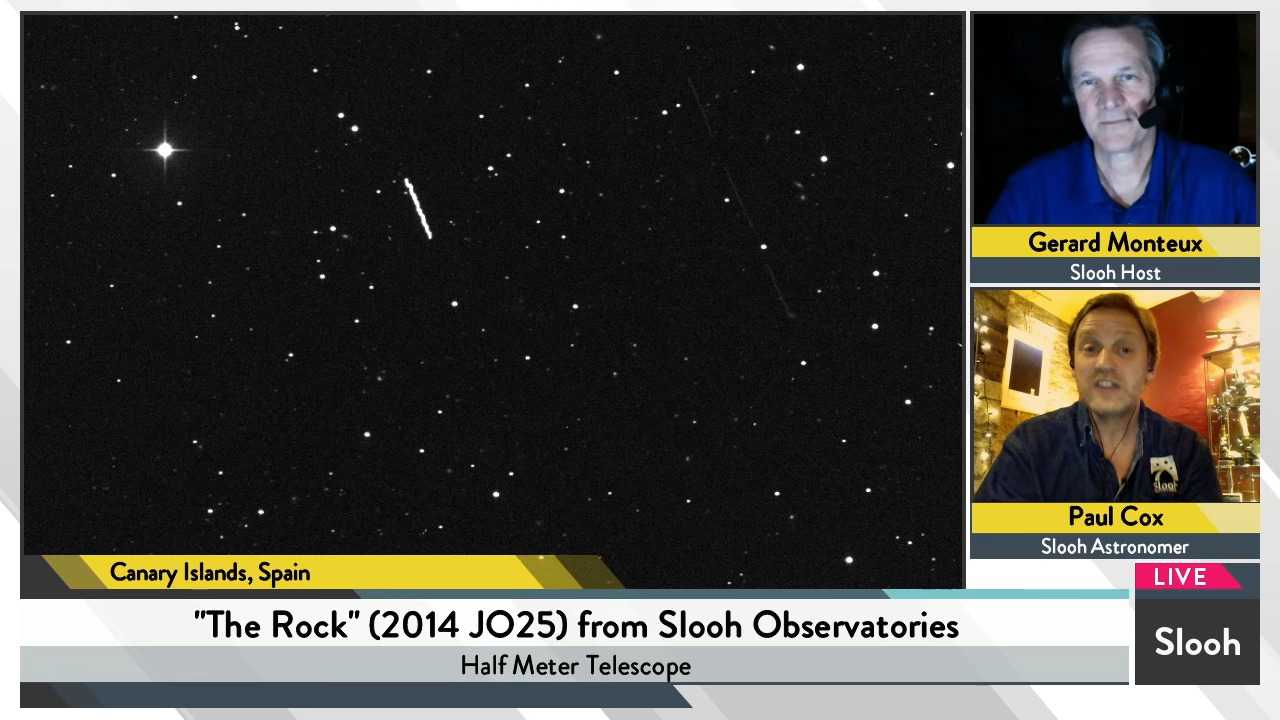 Gerard Monteux
Slooh Host
Slooh
Paul Cox
Slooh Astronomer
Canary Islands, Spain
LIVE
"The Rock" (2014 JO25) from Slooh Observatories
Slooh
Half Meter Telescope